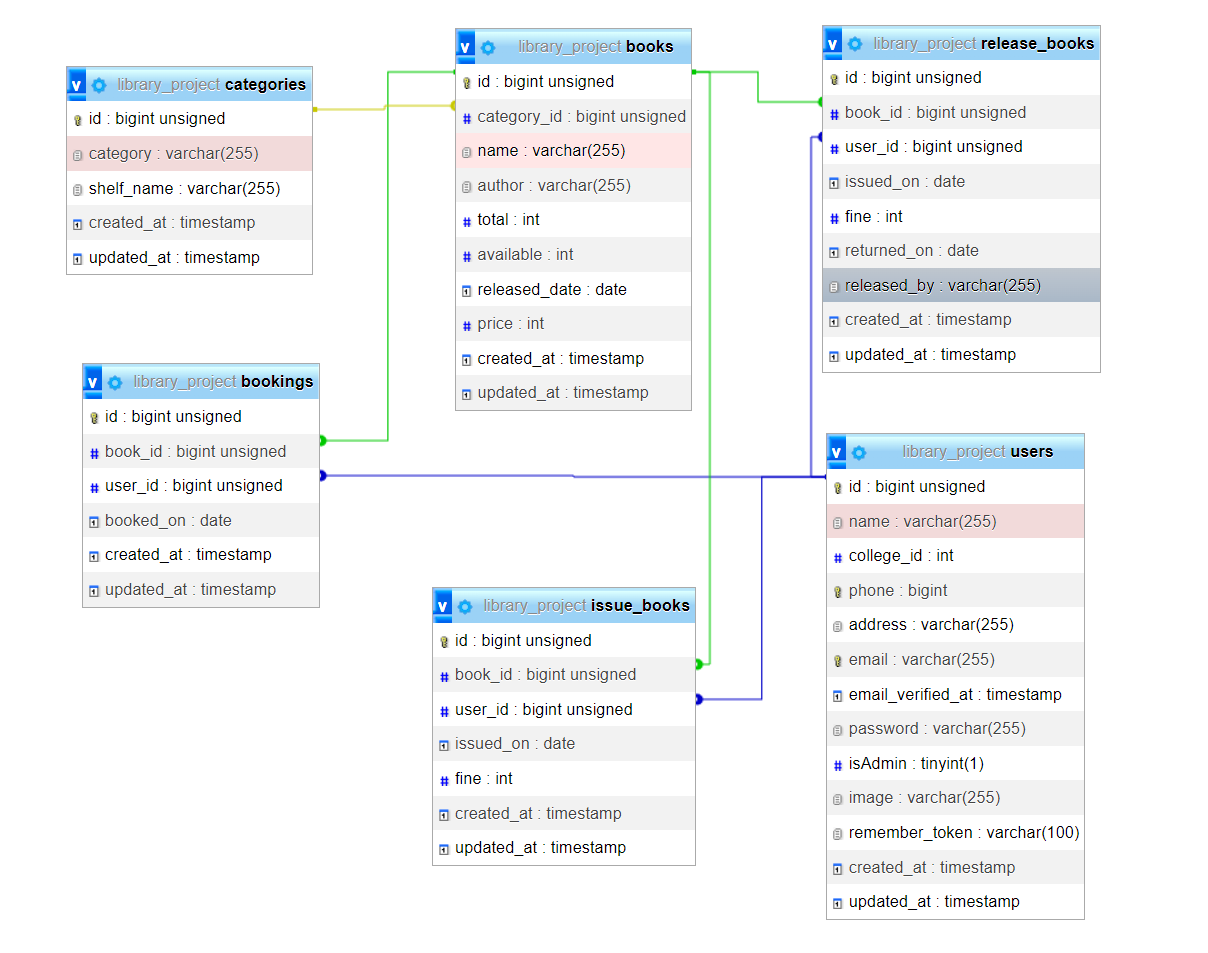 library_project categories
id : bigint unsigned
category : varchar(255)
shelf_name : varchar(255)
created_at : timestamp
updated_at : timestamp
v library_project books
id : bigint unsigned
category_id : bigint unsigned
name : varchar(255)
author : varchar(255)
total : int
available : int
released_date : date
price : int
created_at : timestamp
updated_at : timestamp
v library_project release_books
id : bigint unsigned
book_id : bigint unsigned
user_id : bigint unsigned
issued_on : date
fine : int
returned_on : date
released_by : varchar(255)
created_at : timestamp
updated_at : timestamp
v library_project bookings
id : bigint unsigned
book_id : bigint unsigned
user_id : bigint unsigned
booked_on : date
created_at : timestamp
updated_at : timestamp
v library_project issue_books
id : bigint unsigned
book_id : bigint unsigned
user_id : bigint unsigned
issued_on : date
fine : int
created_at : timestamp
updated_at : timestamp
v library_project users
id : bigint unsigned
name : varchar(255)
college_id : int
phone : bigint
address : varchar(255)
email : varchar(255)
email_verified_at : timestamp
password : varchar(255)
isAdmin : tinyint(1)
image : varchar(255)
remember_token : varchar(100)
created_at : timestamp
updated_at : timestamp